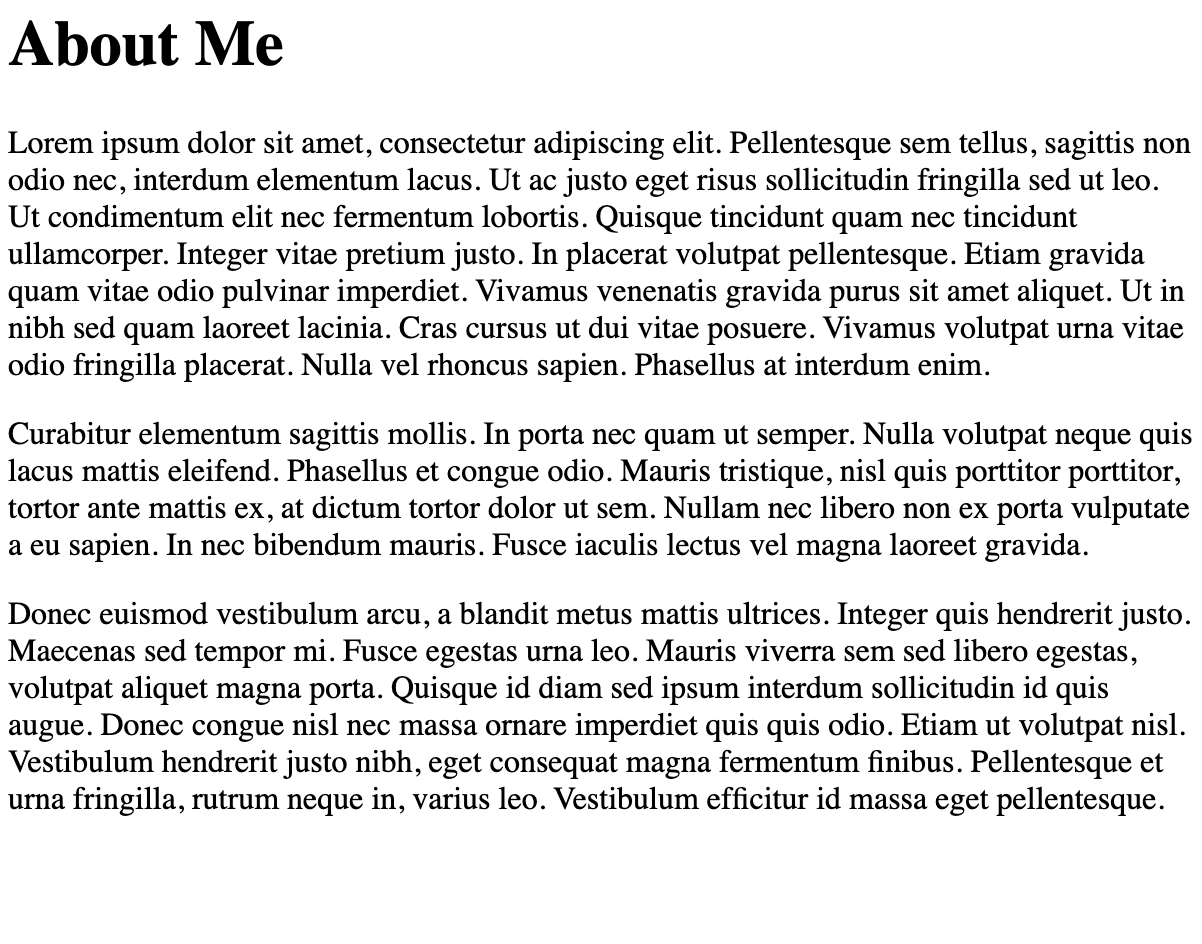 About Me
Lorem ipsum dolor sit amet, consectetur adipiscing elit. Pellentesque sem tellus, sagittis non
odio nec, interdum elementum lacus. Ut ac justo eget risus sollicitudin fringilla sed ut leo.
Ut condimentum elit nec fermentum lobortis. Quisque tincidunt quam nec tincidunt
ullamcorper. Integer vitae pretium justo. In placerat volutpat pellentesque. Etiam gravida
quam vitae odio pulvinar imperdiet. Vivamus venenatis gravida purus sit amet aliquet. Ut in
nibh sed quam laoreet lacinia. Cras cursus ut dui vitae posuere. Vivamus volutpat urna vitae
odio fringilla placerat. Nulla vel rhoncus sapien. Phasellus at interdum enim.
Curabitur elementum sagittis mollis. In porta nec quam ut semper. Nulla volutpat neque quis
lacus mattis eleifend. Phasellus et congue odio. Mauris tristique, nisl quis porttitor porttitor,
tortor ante mattis ex, at dictum tortor dolor ut sem. Nullam nec libero non ex porta vulputate
a eu sapien. In nec bibendum mauris. Fusce iaculis lectus vel magna laoreet gravida.
Donec euismod vestibulum arcu, a blandit metus mattis ultrices. Integer quis hendrerit justo.
Maecenas sed tempor mi. Fusce egestas urna leo. Mauris viverra sem sed libero egestas,
volutpat aliquet magna porta. Quisque id diam sed ipsum interdum sollicitudin id quis
augue. Donec congue nisl nec massa ornare imperdiet quis quis odio. Etiam ut volutpat nisl.
Vestibulum hendrerit justo nibh, eget consequat magna fermentum finibus. Pellentesque et
urna fringilla, rutrum neque in, varius leo. Vestibulum efficitur id massa eget pellentesque.